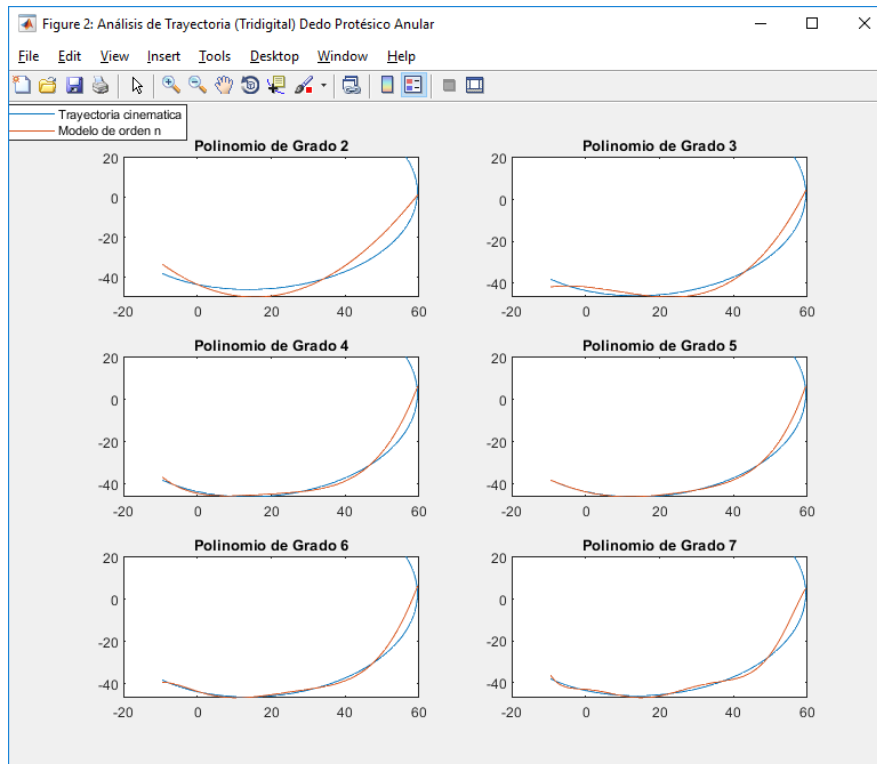 Figure 2: Análisis de Trayectoria (Tridigital) Dedo Protésico Anular
File Edit View Insert Tools Desktop Window Help
Trayectoria cinematica
Modelo de orden n
Polinomio de Grado 2
20
0
-20
-40
-20 0 20 40 60
Polinomio de Grado 3
20
0
-20
-40
-20 0 20 40 60
Polinomio de Grado 4
20
0
-20
-40
-20 0 20 40 60
Polinomio de Grado 5
20
0
-20
-40
-20 0 20 40 60
Polinomio de Grado 6
20
0
-20
-40
-20 0 20 40 60
Polinomio de Grado 7
20
0
-20
-40
-20 0 20 40 60